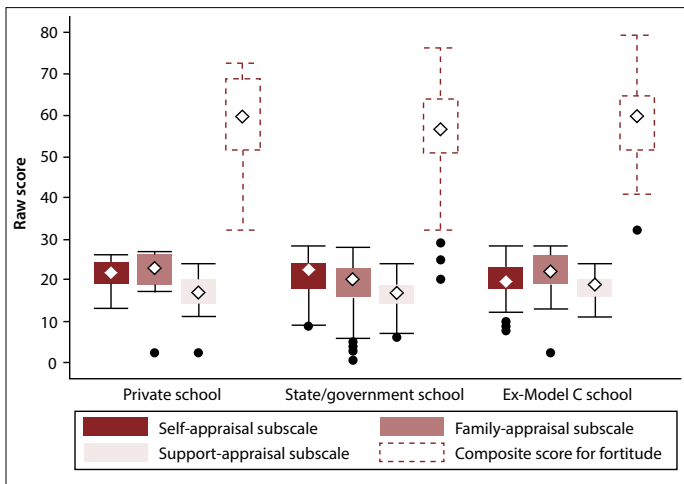 Raw score
80
70
60
50
40
30
20
10
0
Private school State/government school Ex-Model C school
Self-appraisal subscale Family-appraisal subscale
Support-appraisal subscale Composite score for fortitude